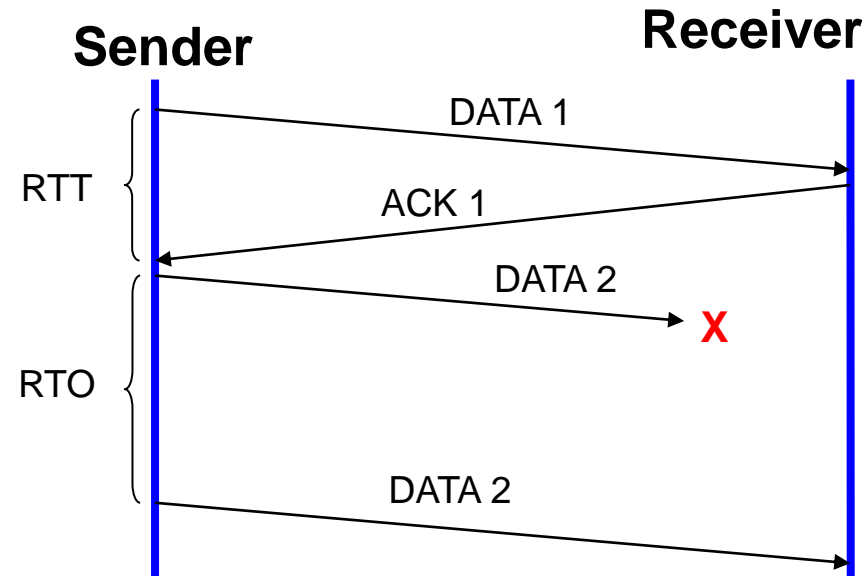 Sender
Receiver
DATA 1
RTT
ACK 1
DATA 2
X
RTO
DATA 2